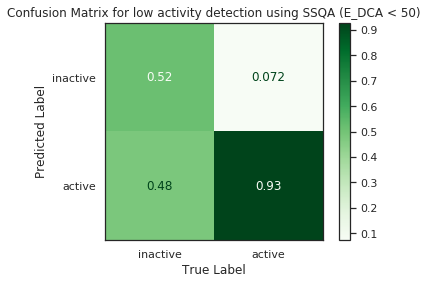 Confusion Matrix for low activity detection using SSQA (E_DCA < 50)
Predicted Label
inactive
0.52 0.072
active
0.48 0.93
inactive active
True Label
0.9
0.8
0.7
0.6
0.5
0.4
0.3
0.2
0.1